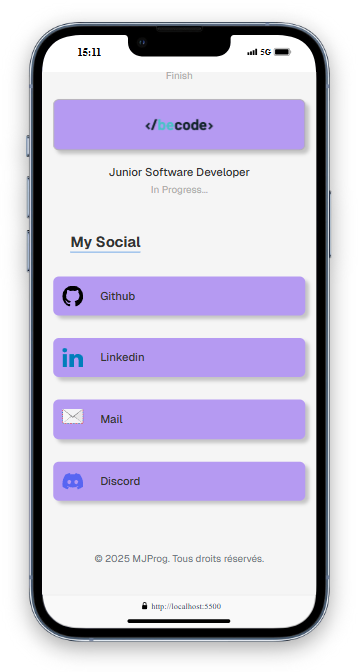 15:11
5G
Finish
</becode>
Junior Software Developer
In Progress...
My Social
Github
Linkedin
Mail
Discord
© 2025 MJProg. Tous droits réservés.
http://localhost:5500